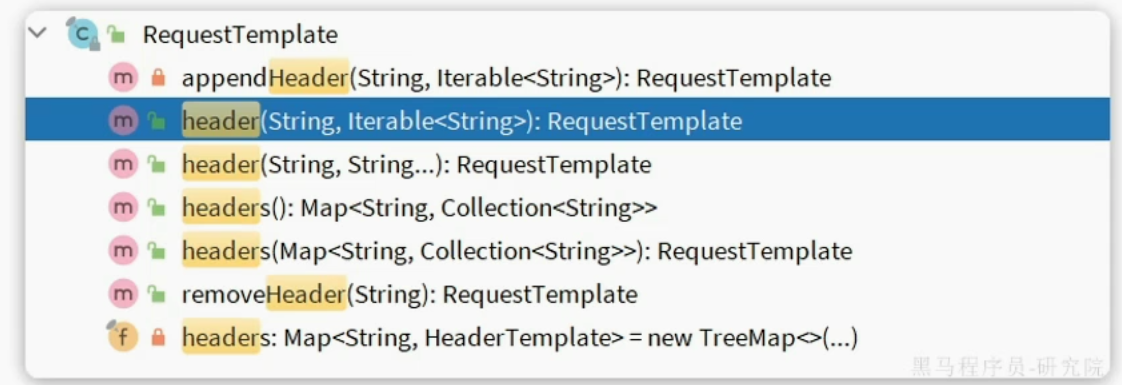 RequestTemplate
appendHeader(String, Iterable<String>): RequestTemplate
header(String, Iterable<String>): RequestTemplate
header(String, String...): RequestTemplate
headers(): Map<String, Collection<String>>
headers(Map<String, Collection<String>>): RequestTemplate
removeHeader(String): RequestTemplate
headers: Map<String, HeaderTemplate> = new TreeMap<>(...)
黑马程序员-研究院